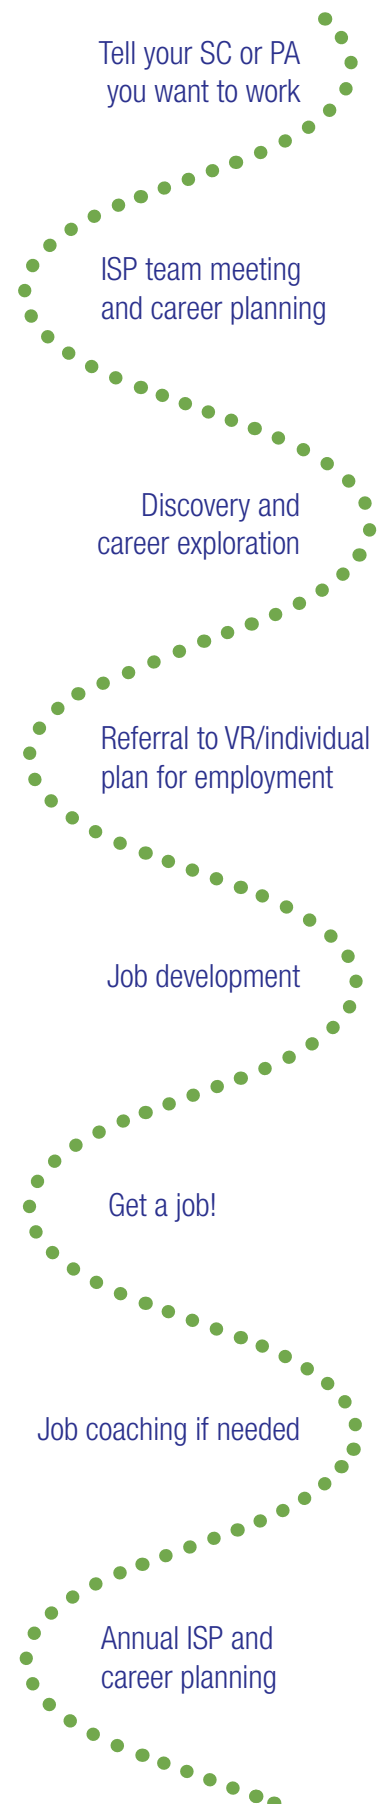 Tell your SC or PA
you want to work
ISP team meeting
and career planning
Discovery and
career exploration
Referral to VR/individual
plan for employment
Job development
Get a job!
Job coaching if needed
Annual ISP and
career planning